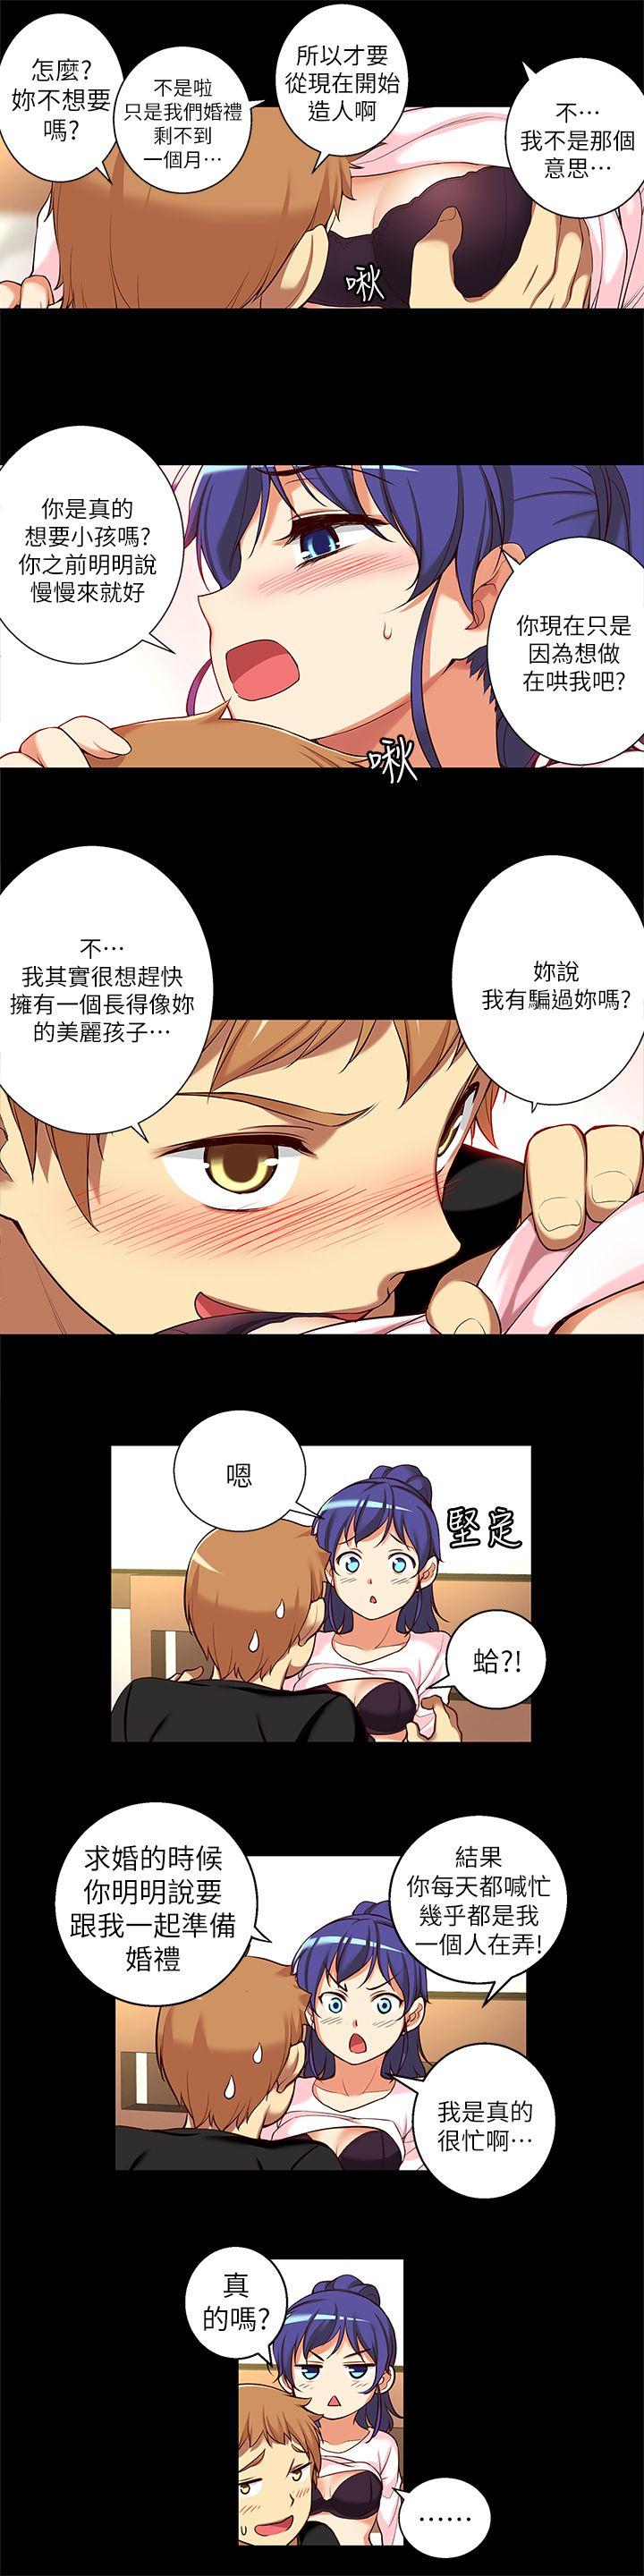 怎麼?
妳不想要
嗎?
不是啦
只是我們婚禮
剩不到
一個月…
所以才要
從現在開始
造人啊
不…
我不是那個
意思…
啾
你是真的
想要小孩嗎?
你之前明明說
慢慢來就好
你現在只是
因為想做
在哄我吧?
啾
不…
我其實很想趕快
擁有一個長得像妳
的美麗孩子…
妳說
我有騙過妳嗎?
嗯
堅定
蛤?!
求婚的時候
你明明說要
跟我一起準備
婚禮
結果
你每天都喊忙
幾乎都是我
一個人在弄!
我是真的
很忙啊…
真
的嗎?
……